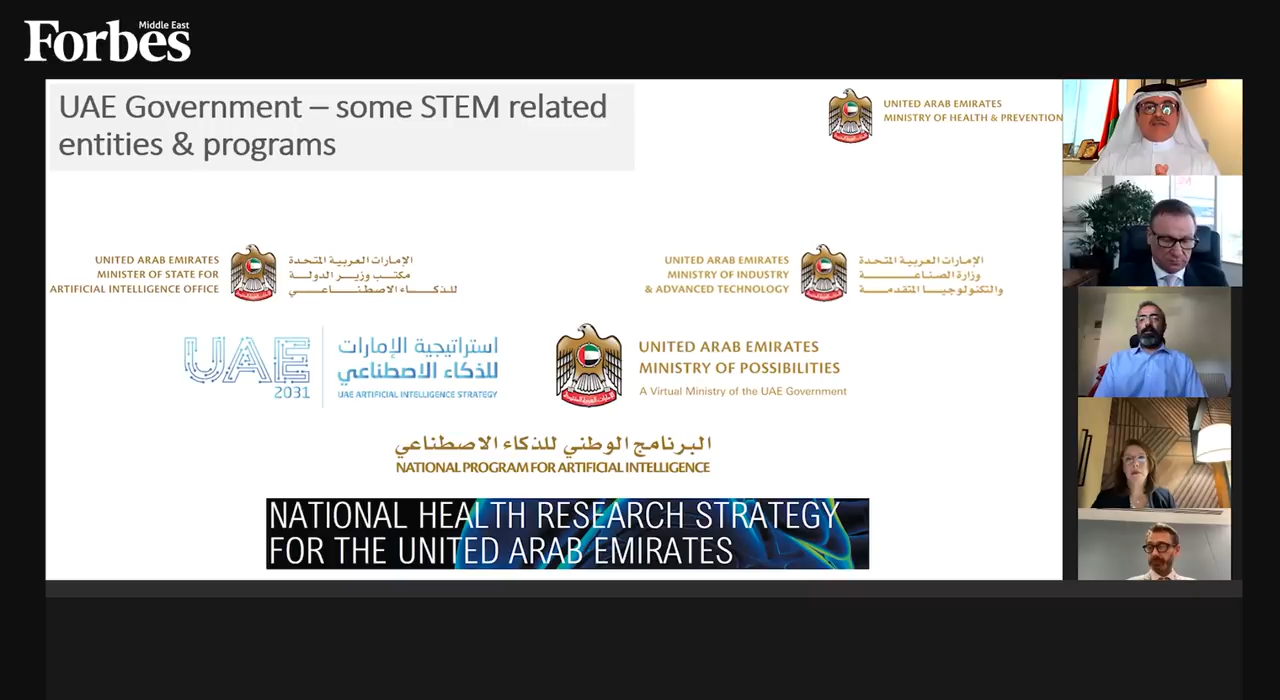 Middle East
Forbes
UAE Government – some STEM related
entities & programs
UNITED ARAB EMIRATES
MINISTRY OF HEALTH & PREVENTION
UNITED ARAB EMIRATES
MINISTER OF STATE FOR
ARTIFICIAL INTELLIGENCE OFFICE
الإمارات العربية المتحدة
مكتب وزير الدولة
للذكاء الاصطناعي
UNITED ARAB EMIRATES
MINISTRY OF INDUSTRY
& ADVANCED TECHNOLOGY
الإمارات العربية المتحدة
وزارة الصناعة
والتكنولوجيا المتقدمة
UAE
2031
استراتيجية الإمارات
للذكاء الاصطناعي
UAE ARTIFICIAL INTELLIGENCE STRATEGY
UNITED ARAB EMIRATES
MINISTRY OF POSSIBILITIES
A Virtual Ministry of the UAE Government
البرنامج الوطني للذكاء الاصطناعي
NATIONAL PROGRAM FOR ARTIFICIAL INTELLIGENCE
NATIONAL HEALTH RESEARCH STRATEGY
FOR THE UNITED ARAB EMIRATES